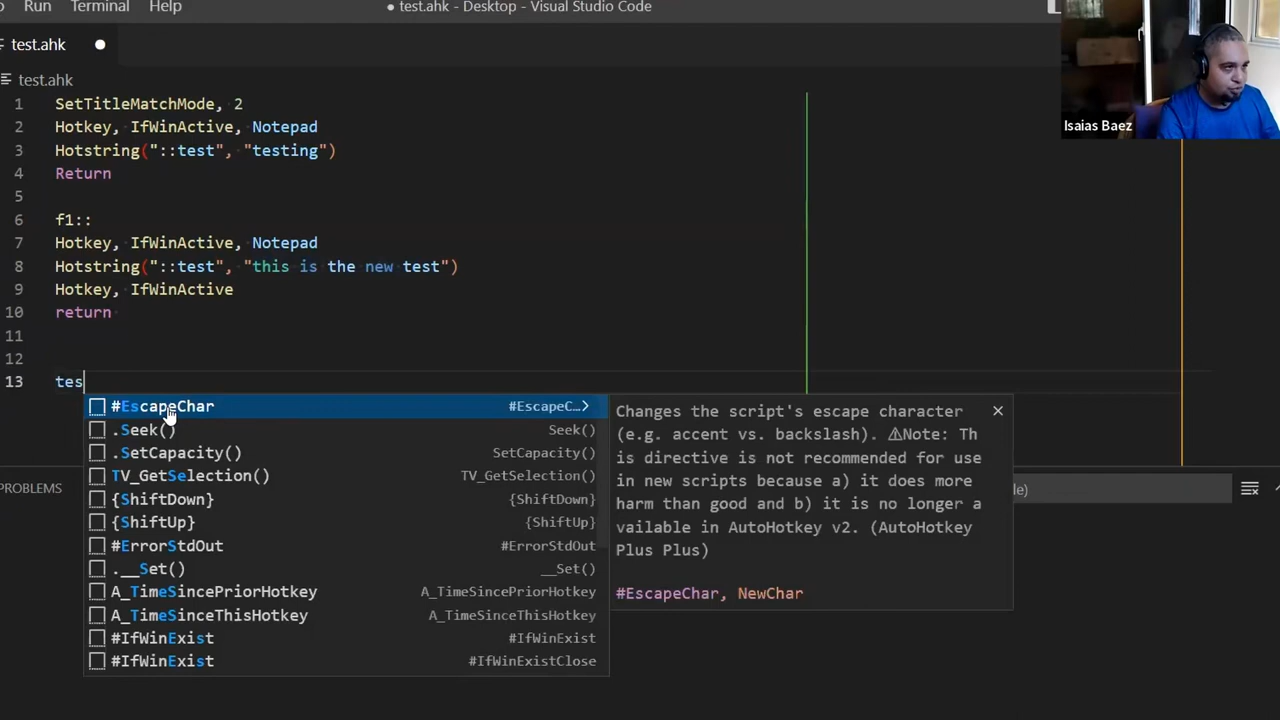 Run Terminal Help
● test.ahk - Desktop - Visual Studio Code
test.ahk ●
test.ahk
1 SetTitleMatchMode, 2
2 Hotkey, IfWinActive, Notepad
3 Hotstring("::test", "testing")
4 Return
5
6 f1::
7 Hotkey, IfWinActive, Notepad
8 Hotstring("::test", "this is the new test")
9 Hotkey, IfWinActive
10 return
11
12
13 tes
Isaias Baez
#EscapeChar #EscapeC…>
.Seek() Seek()
.SetCapacity() SetCapacity()
TV_GetSelection() TV_GetSelection()
{ShiftDown} {ShiftDown}
{ShiftUp} {ShiftUp}
#ErrorStdOut #ErrorStdOut
.__Set() __Set()
A_TimeSincePriorHotkey A_TimeSincePriorHotkey
A_TimeSinceThisHotkey A_TimeSinceThisHotkey
#IfWinExist #IfWinExist
#IfWinExist #IfWinExistClose
Changes the script's escape character
(e.g. accent vs. backslash). ⚠Note: Th
is directive is not recommended for use
in new scripts because a) it does more
harm than good and b) it is no longer a
vailable in AutoHotkey v2. (AutoHotkey
Plus Plus)
#EscapeChar, NewChar
PROBLEMS